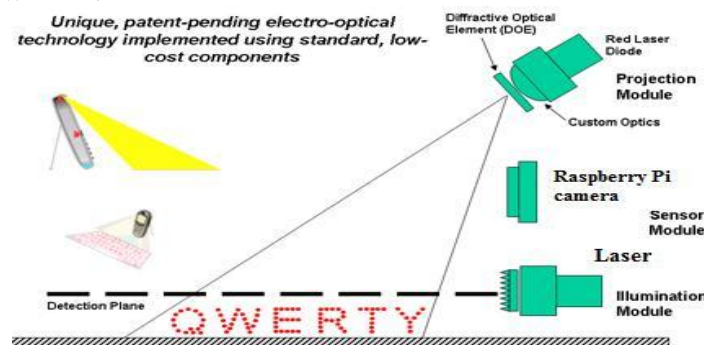 Unique, patent-pending electro-optical
technology implemented using standard, low-
cost components
Diffractive Optical
Element (DOE)
Red Laser
Diode
Projection
Module
Custom Optics
Raspberry Pi
camera
Sensor
Module
Laser
Illumination
Module
Detection Plane
QWERTY